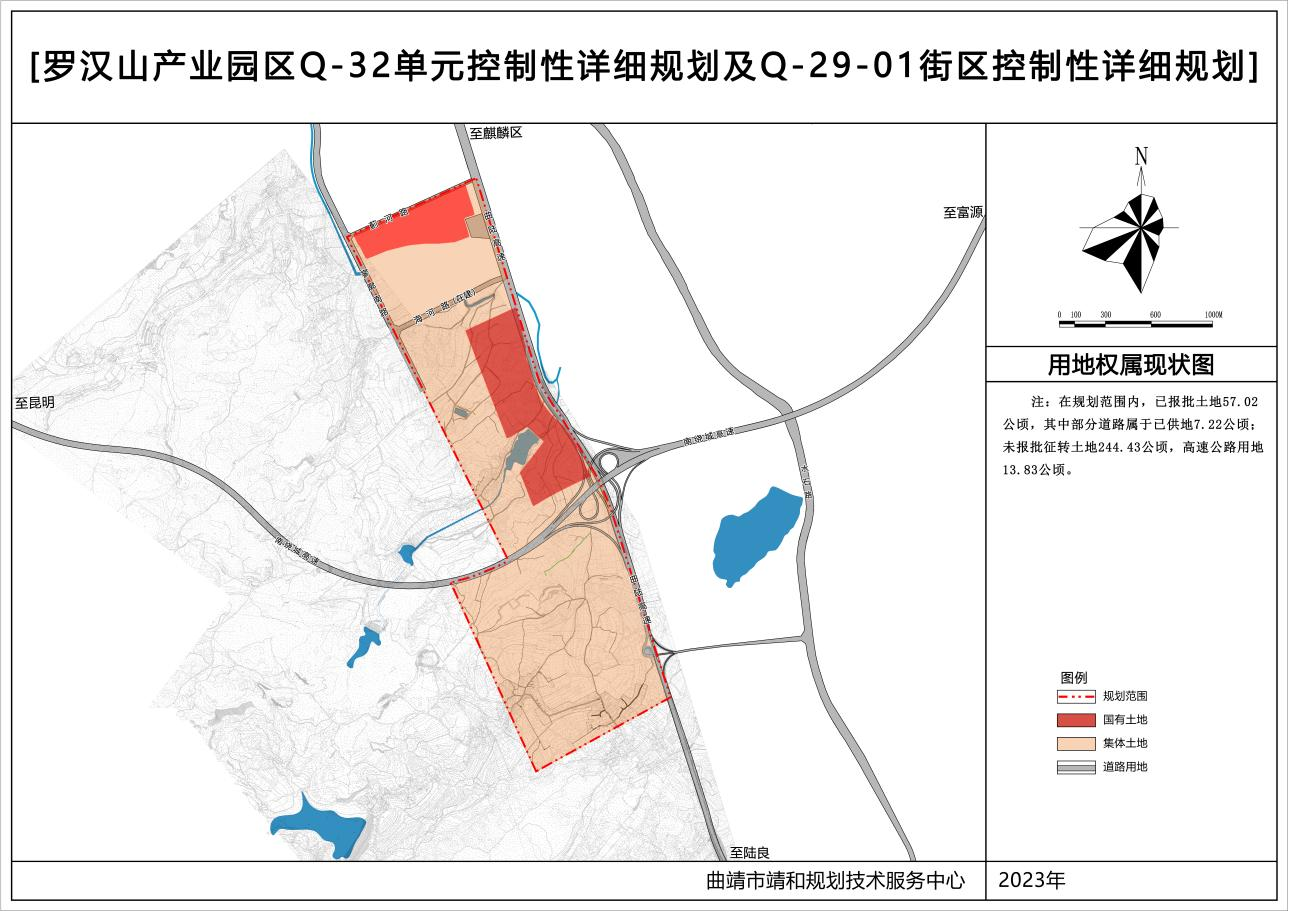 [罗汉山产业园区Q-32单元控制性详细规划及Q-29-01街区控制性详细规划]
至麒麟区
至富源
至昆明
至陆良
曲陆高速
海河路(在建)
南绕城高速
南绕城高速
曲陆高速
N
0 100 300 600 1000M
用地权属现状图
注：在规划范围内，已报批土地57.02
公顷，其中部分道路属于已供地7.22公顷；
未报批征转土地244.43公顷，高速公路用地
13.83公顷。
图例
规划范围
国有土地
集体土地
道路用地
曲靖市靖和规划技术服务中心
2023年